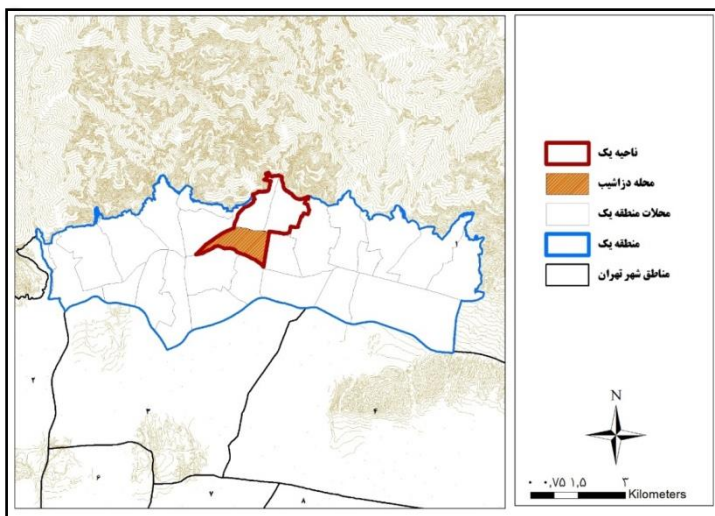 ناحیه یک
محله دزاشیب
محلات منطقه یک
منطقه یک
مناطق شهر تهران
۱
۲
۳
۴
۶
۷
۸
N
۰ ۰٫۷۵ ۱٫۵ ۳
Kilometers